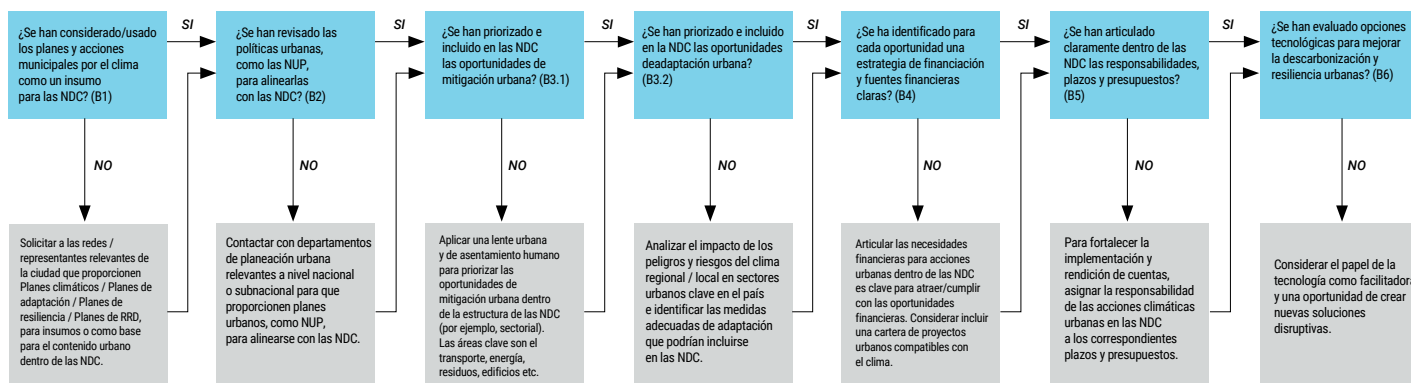 ¿Se han considerado/usado
los planes y acciones
municipales por el clima
como un insumo
para las NDC? (B1)
SI
¿Se han revisado las
políticas urbanas,
como las NUP,
para alinearlas
con las NDC? (B2)
SI
¿Se han priorizado e
incluido en las NDC
las oportunidades de
mitigación urbana? (B3.1)
SI
¿Se han priorizado e incluido
en la NDC las oportunidades
deadaptación urbana?
(B3.2)
SI
¿Se ha identificado para
cada oportunidad una
estrategia de financiación
y fuentes financieras
claras? (B4)
SI
¿Se han articulado
claramente dentro de las
NDC las responsabilidades,
plazos y presupuestos?
(B5)
SI
¿Se han evaluado opciones
tecnológicas para mejorar
la descarbonización y
resiliencia urbanas? (B6)
NO
NO
NO
NO
NO
NO
NO
Solicitar a las redes /
representantes relevantes de
la ciudad que proporcionen
Planes climáticos / Planes de
adaptación / Planes de
resiliencia / Planes de RRD,
para insumos o como base
para el contenido urbano
dentro de las NDC.
Contactar con departamentos
de planeación urbana
relevantes a nivel nacional
o subnacional para que
proporcionen planes
urbanos, como NUP,
para alinearse con las NDC.
Aplicar una lente urbana
y de asentamiento humano
para priorizar las
oportunidades de
mitigación urbana dentro
de la estructura de las NDC
(por ejemplo, sectorial).
Las áreas clave son el
transporte, energía,
residuos, edificios etc.
Analizar el impacto de los
peligros y riesgos del clima
regional / local en sectores
urbanos clave en el país
e identificar las medidas
adecuadas de adaptación
que podrían incluirse
en las NDC.
Articular las necesidades
financieras para acciones
urbanas dentro de las NDC
es clave para atraer/cumplir
con las oportunidades
financieras. Considerar incluir
una cartera de proyectos
urbanos compatibles con
el clima.
Para fortalecer la
implementación y
rendición de cuentas,
asignar la responsabilidad
de las acciones climáticas
urbanas en las NDC
a los correspondientes
plazos y presupuestos.
Considerar el papel de la
tecnología como facilitadora
y una oportunidad de crear
nuevas soluciones
disruptivas.